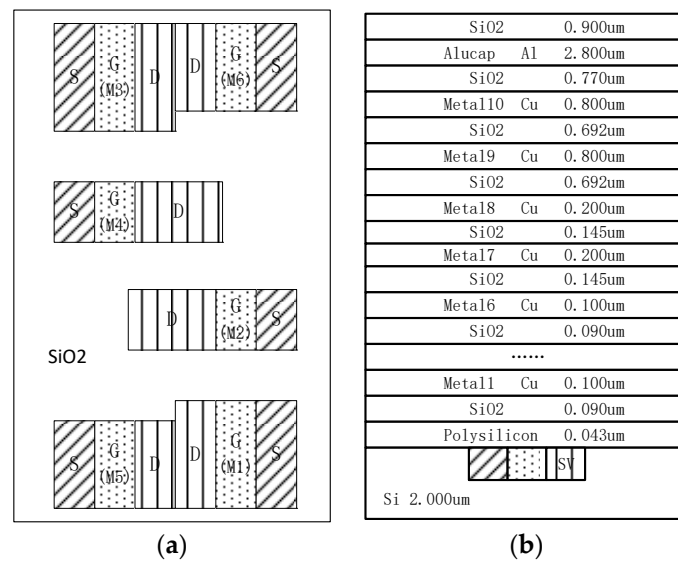 S G (M3) D D G (M6) S
S G (M4) D
D G (M2) S
SiO2
S G (M5) D D G (M1) S
(a)
SiO2 0.900um
Alucap Al 2.800um
SiO2 0.770um
Metal10 Cu 0.800um
SiO2 0.692um
Metal9 Cu 0.800um
SiO2 0.692um
Metal8 Cu 0.200um
SiO2 0.145um
Metal7 Cu 0.200um
SiO2 0.145um
Metal6 Cu 0.100um
SiO2 0.090um
......
Metal1 Cu 0.100um
SiO2 0.090um
Polysilicon 0.043um
SV
Si 2.000um
(b)